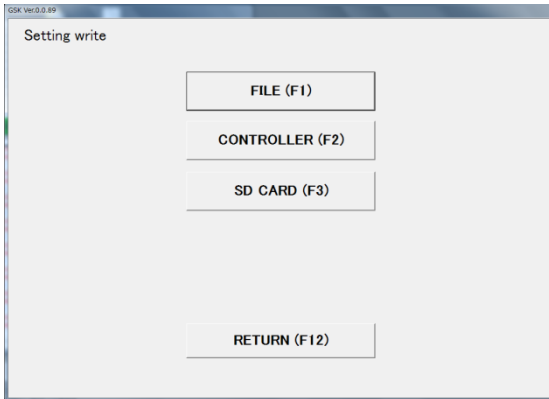 GSK Ver.0.0.89
Setting write
FILE (F1)
CONTROLLER (F2)
SD CARD (F3)
RETURN (F12)